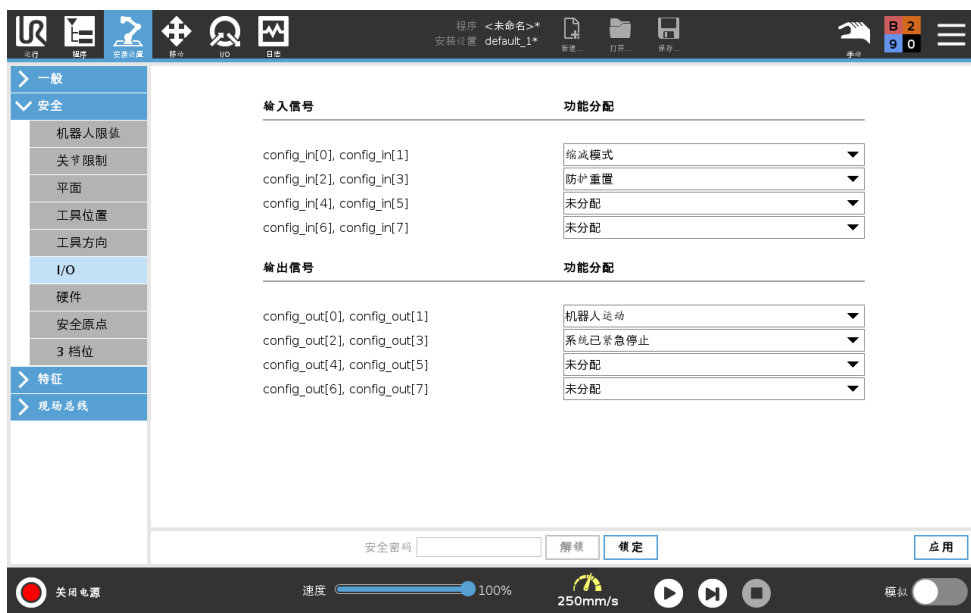 UR
程序 <未命名>*
安装设置 default_1*
运行 程序 安装设置 移动 I/O 日志 新建... 打开... 保存... 手动
B 2
9 0
一般
安全
机器人限值
关节限制
平面
工具位置
工具方向
I/O
硬件
安全原点
3 档位
特征
现场总线
输入信号 功能分配
config_in[0], config_in[1] 缩减模式
config_in[2], config_in[3] 防护重置
config_in[4], config_in[5] 未分配
config_in[6], config_in[7] 未分配
输出信号 功能分配
config_out[0], config_out[1] 机器人运动
config_out[2], config_out[3] 系统已紧急停止
config_out[4], config_out[5] 未分配
config_out[6], config_out[7] 未分配
安全密码 解锁 锁定 应用
关闭电源 速度 100% 250mm/s 模拟